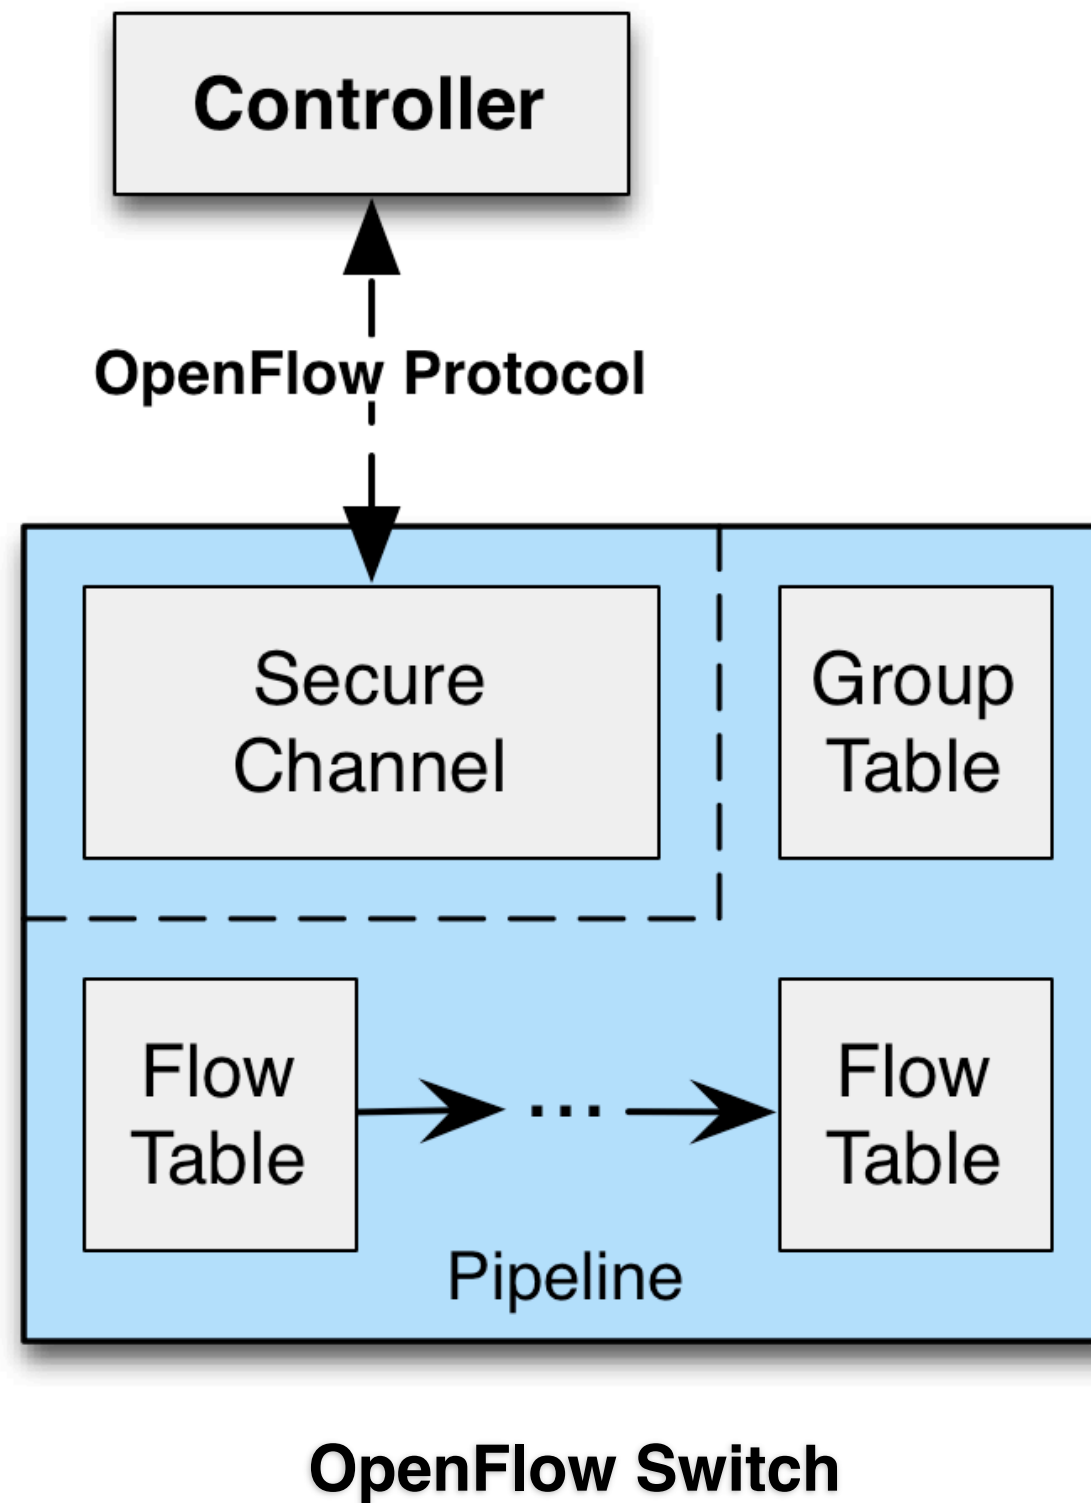 Controller
OpenFlow Protocol
Secure
Channel
Group
Table
Flow
Table
...
Flow
Table
Pipeline
OpenFlow Switch